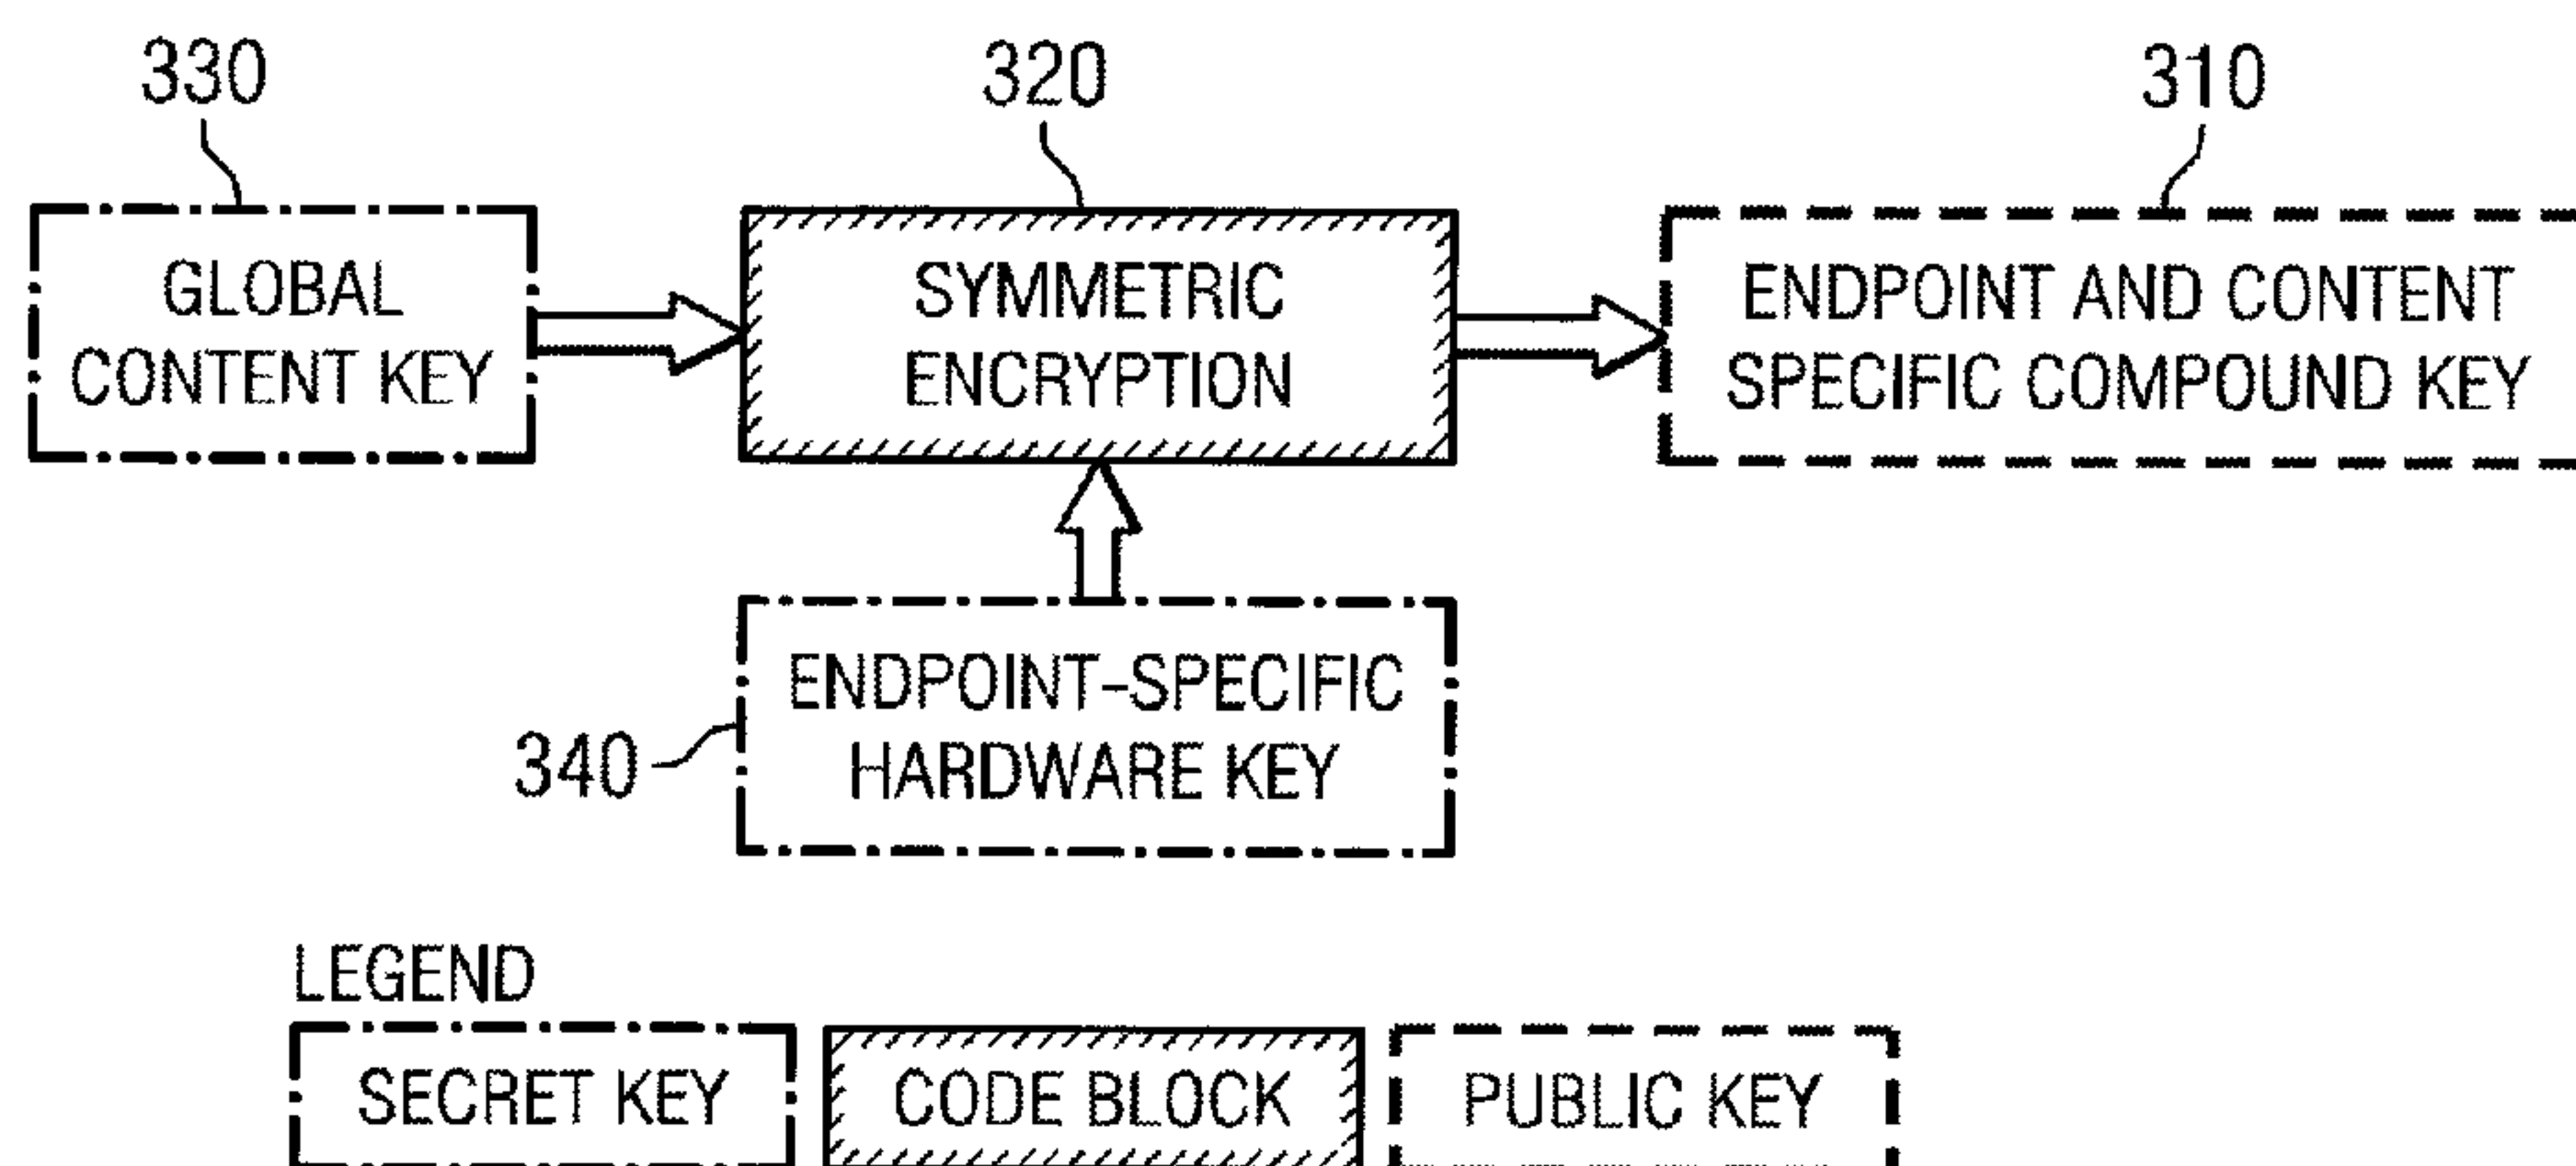 330
320
310
GLOBAL
CONTENT KEY
SYMMETRIC
ENCRYPTION
ENDPOINT AND CONTENT
SPECIFIC COMPOUND KEY
340
ENDPOINT-SPECIFIC
HARDWARE KEY
LEGEND
SECRET KEY
CODE BLOCK
PUBLIC KEY